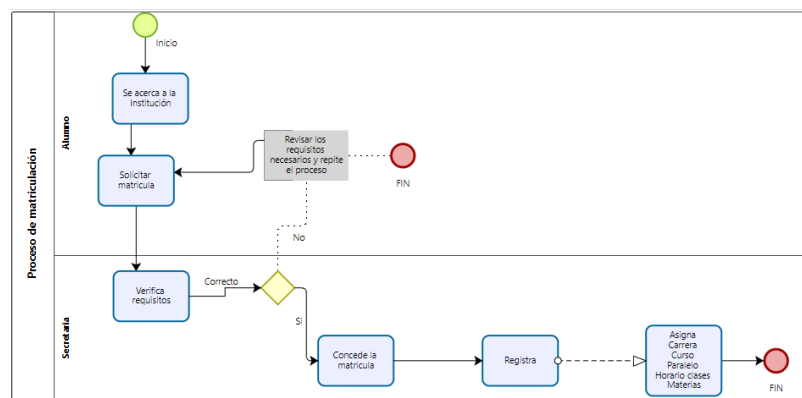 Proceso de matriculación
Alumno
Inicio
Se acerca a la
Institución
Solicitar
matricula
Revisar los
requisitos
necesarios y repite
el proceso
FIN
No
Secretaria
Verifica
requisitos
Correcto
Si
Concede la
matricula
Registra
Asigna
Carrera
Curso
Paralelo
Horario clases
Materias
FIN